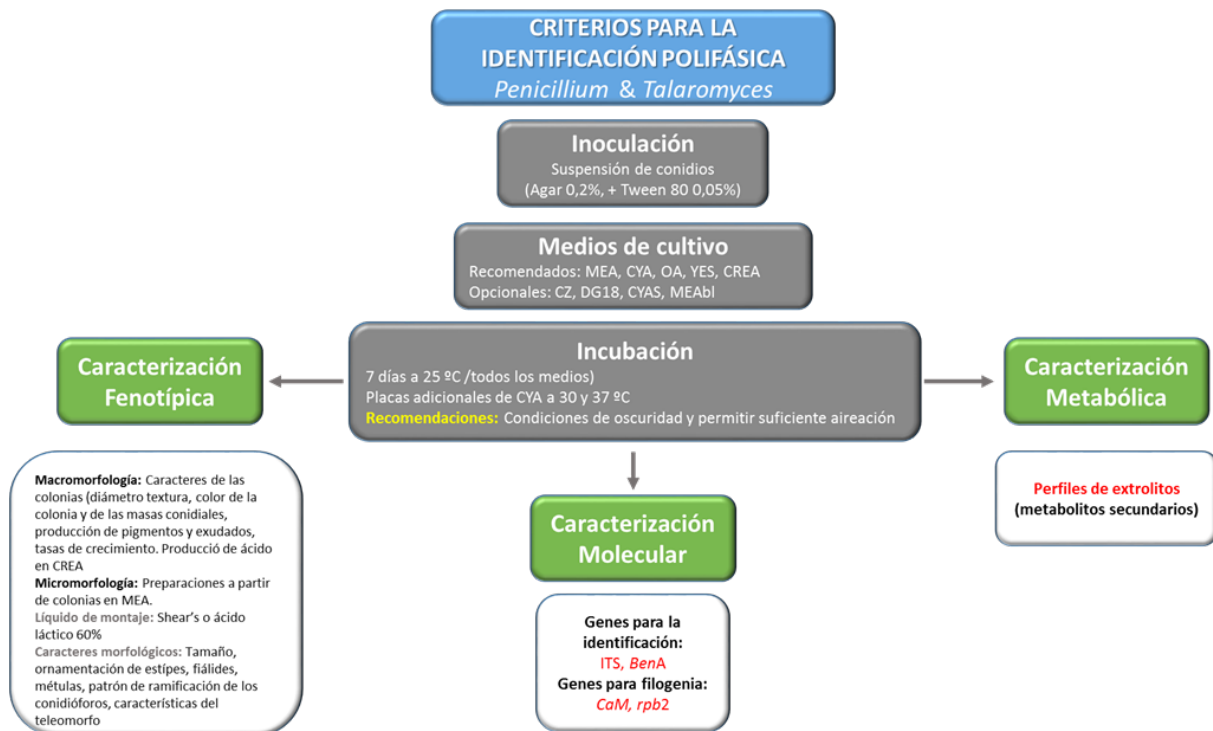 CRITERIOS PARA LA
IDENTIFICACIÓN POLIFÁSICA
Penicillium & Talaromyces
Inoculación
Suspensión de conidios
(Agar 0,2%, + Tween 80 0,05%)
Medios de cultivo
Recomendados: MEA, CYA, OA, YES, CREA
Opcionales: CZ, DG18, CYAS, MEAbl
Incubación
7 días a 25 ºC /todos los medios)
Placas adicionales de CYA a 30 y 37 ºC
Recomendaciones: Condiciones de oscuridad y permitir suficiente aireación
Caracterización
Fenotípica
Macromorfología: Caracteres de las
colonias (diámetro textura, color de la
colonia y de las masas conidiales,
producción de pigmentos y exudados,
tasas de crecimiento. Producció de ácido
en CREA
Micromorfología: Preparaciones a partir
de colonias en MEA.
Líquido de montaje: Shear's o ácido
láctico 60%
Caracteres morfológicos: Tamaño,
ornamentación de estípes, fiálides,
métulas, patrón de ramificación de los
conidióforos, características del
teleomorfo
Caracterización
Molecular
Genes para la
identificación:
ITS, BenA
Genes para filogenia:
CaM, rpb2
Caracterización
Metabólica
Perfiles de extrolitos
(metabolitos secundarios)